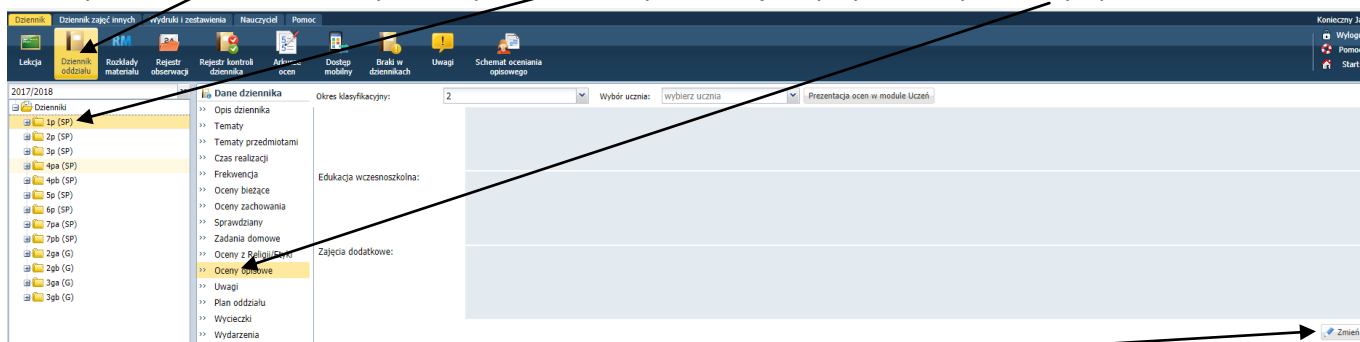 Dziennik Dziennik zajęć innych Wydruki i zestawienia Nauczyciel Pomoc
Konieczny Ja
Wylogu
Pomoc
Start
Lekcja
Dziennik oddziału
Rozkłady materiału
Rejestr obserwacji
Rejestr kontroli dziennika
Arkusze ocen
Dostęp mobilny
Braki w dziennikach
Uwagi
Schemat oceniania opisowego
2017/2018
Dzienniki
1p (SP)
2p (SP)
3p (SP)
4pa (SP)
4pb (SP)
5p (SP)
6p (SP)
7pa (SP)
7pb (SP)
2ga (G)
2gb (G)
3ga (G)
3gb (G)
Dane dziennika
Opis dziennika
Tematy
Tematy przedmiotami
Czas realizacji
Frekwencja
Oceny bieżące
Oceny zachowania
Sprawdziany
Zadania domowe
Oceny z Religii/Etyki
Oceny opisowe
Uwagi
Plan oddziału
Wycieczki
Wydarzenia
Okres klasyfikacyjny: 2 Wybór ucznia: wybierz ucznia Prezentacja ocen w module Uczeń
Edukacja wczesnoszkolna:
Zajęcia dodatkowe:
Zmień